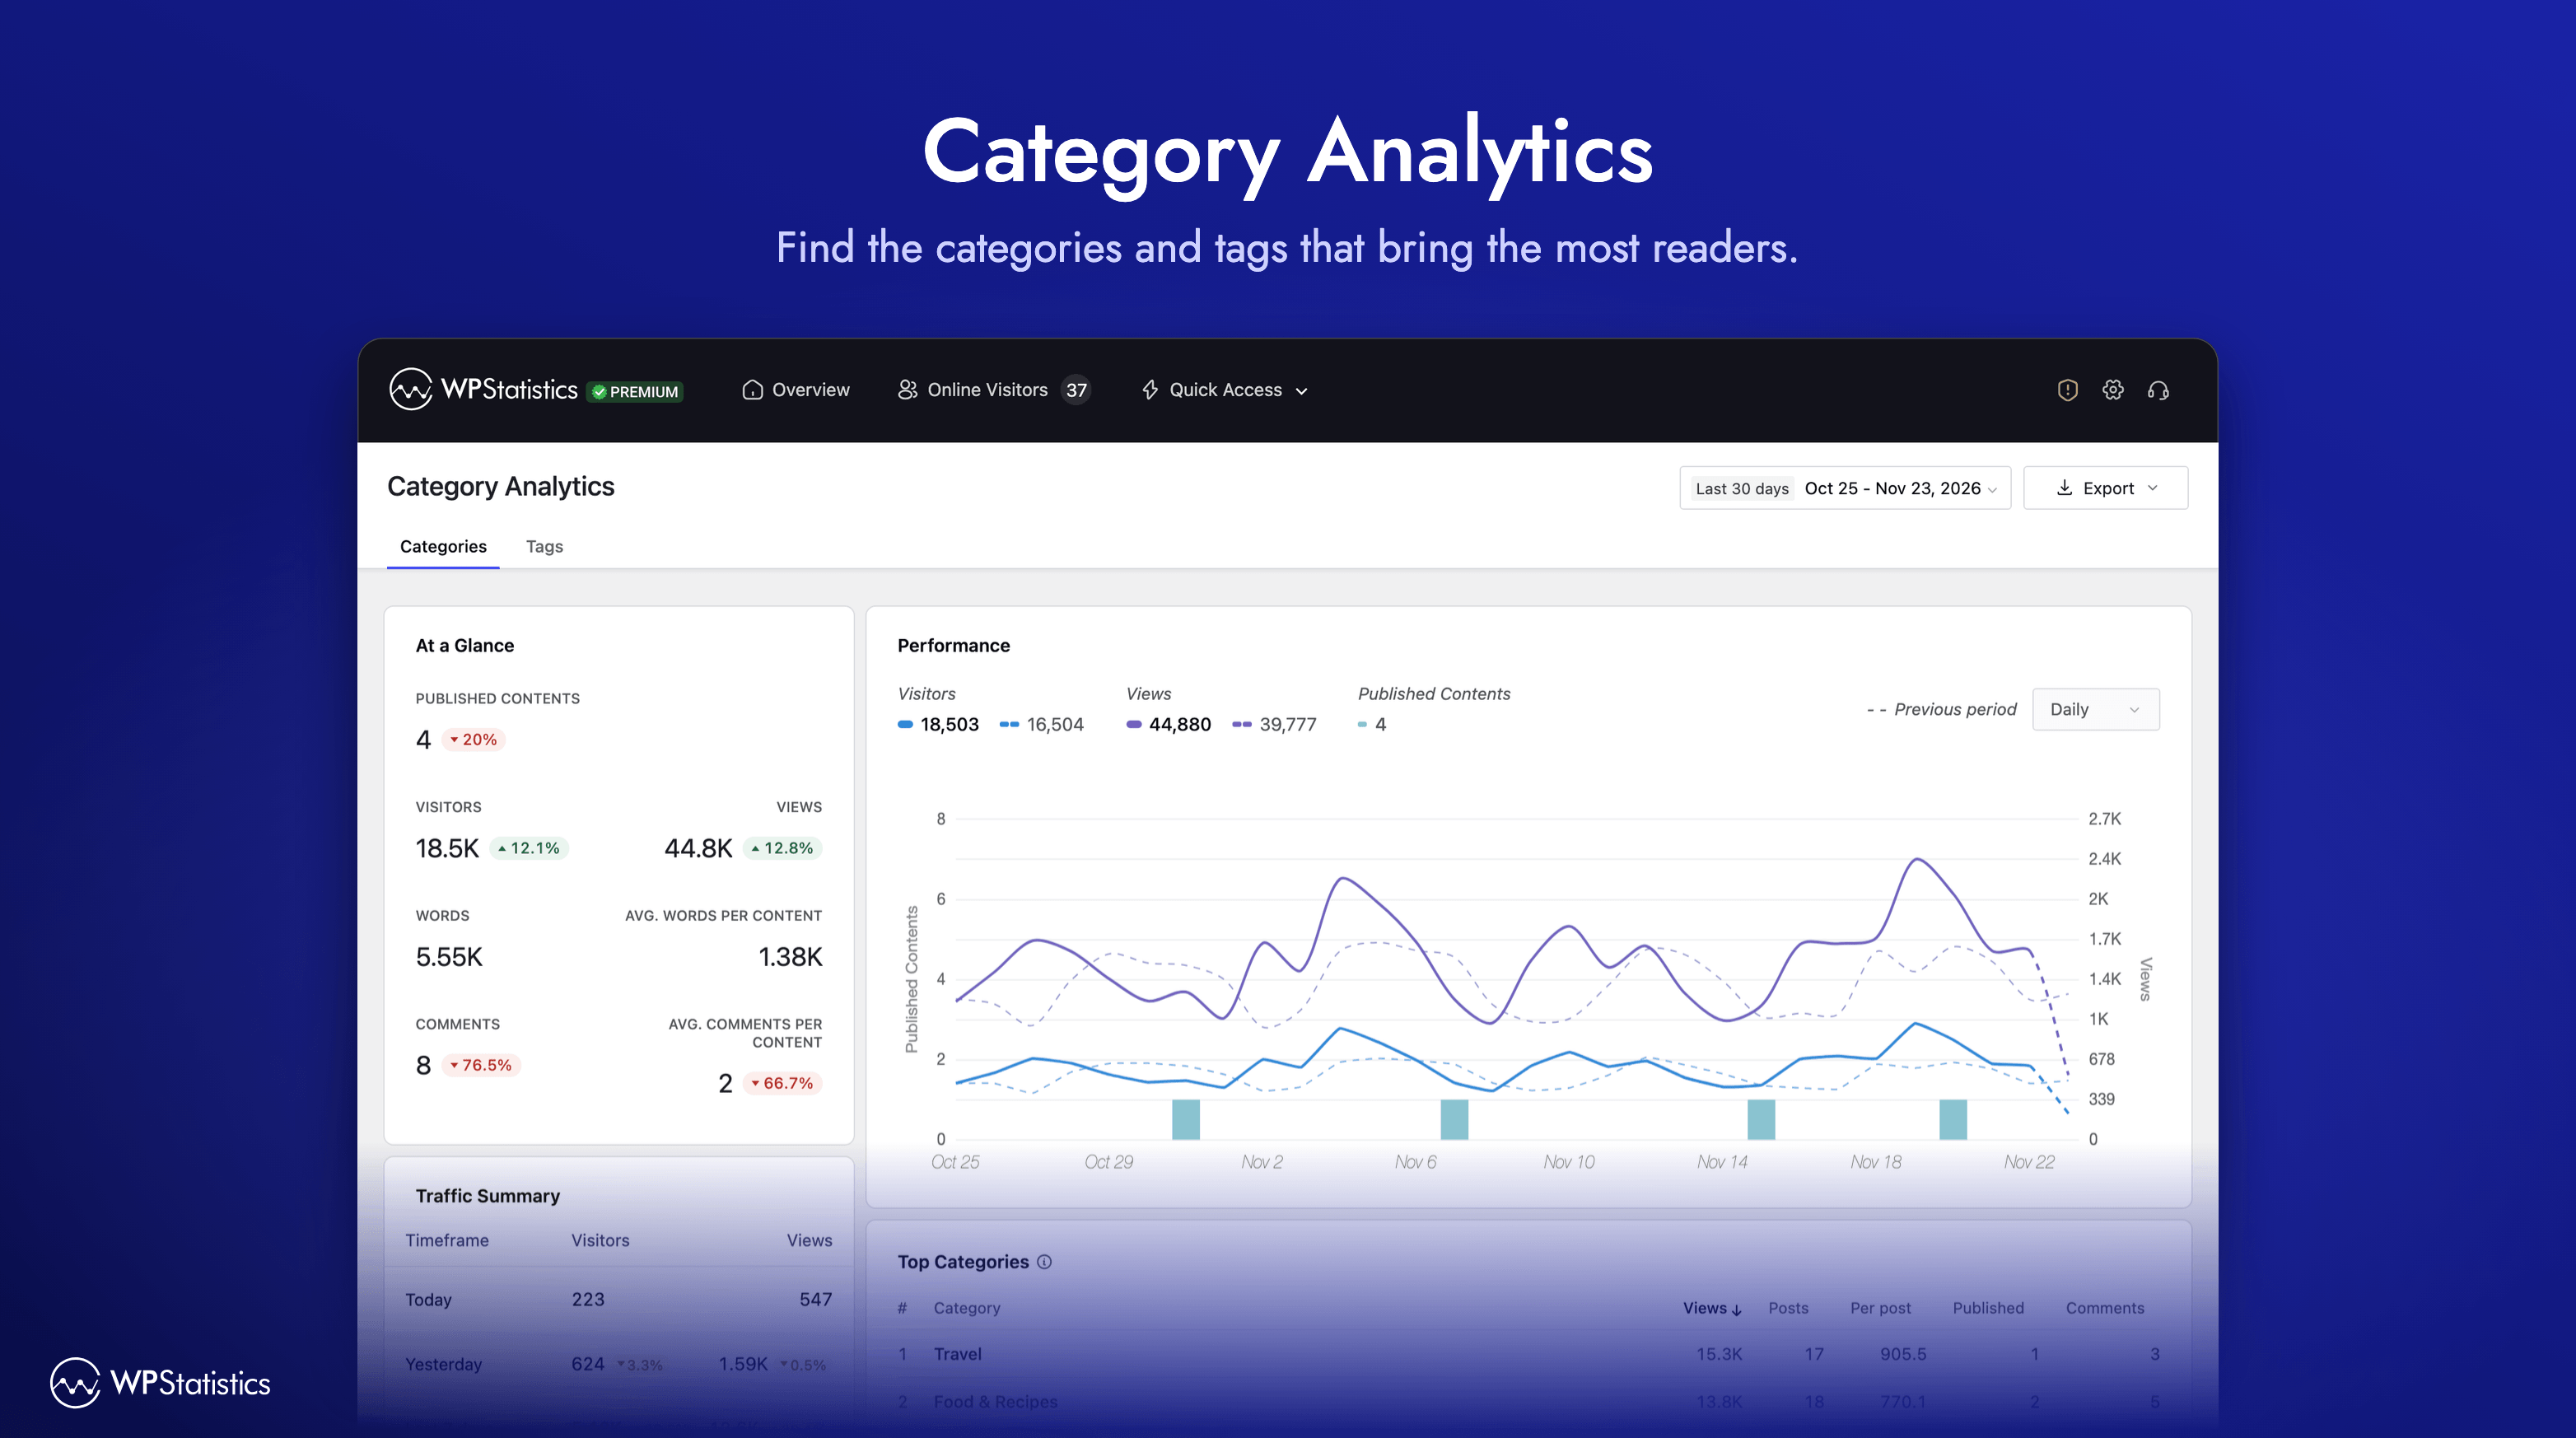 Category Analytics
Find the categories and tags that bring the most readers.
WPStatistics PREMIUM Overview Online Visitors 37 Quick Access
Category Analytics
Last 30 days Oct 25 - Nov 23, 2026 Export
Categories Tags
At a Glance
PUBLISHED CONTENTS
4 20%
VISITORS VIEWS
18.5K 12.1% 44.8K 12.8%
WORDS AVG. WORDS PER CONTENT
5.55K 1.38K
COMMENTS AVG. COMMENTS PER
CONTENT
8 76.5%
2 66.7%
Performance
Visitors Views Published Contents
18,503 16,504 44,880 39,777 4
-- Previous period Daily
8 2.7K
2.4K
6 2K
1.7K
4 1.4K
1K
2 678
339
0 0
Published Contents
Views
Oct 25 Oct 29 Nov 2 Nov 6 Nov 10 Nov 14 Nov 18 Nov 22
Traffic Summary
Timeframe Visitors Views
Today 223 547
Yesterday 624 3.3% 1.59K 0.5%
Top Categories
# Category Views Posts Per post Published Comments
1 Travel 15.3K 17 905.5 1 3
2 Food & Recipes 13.8K 18 770.1 2 5
WPStatistics